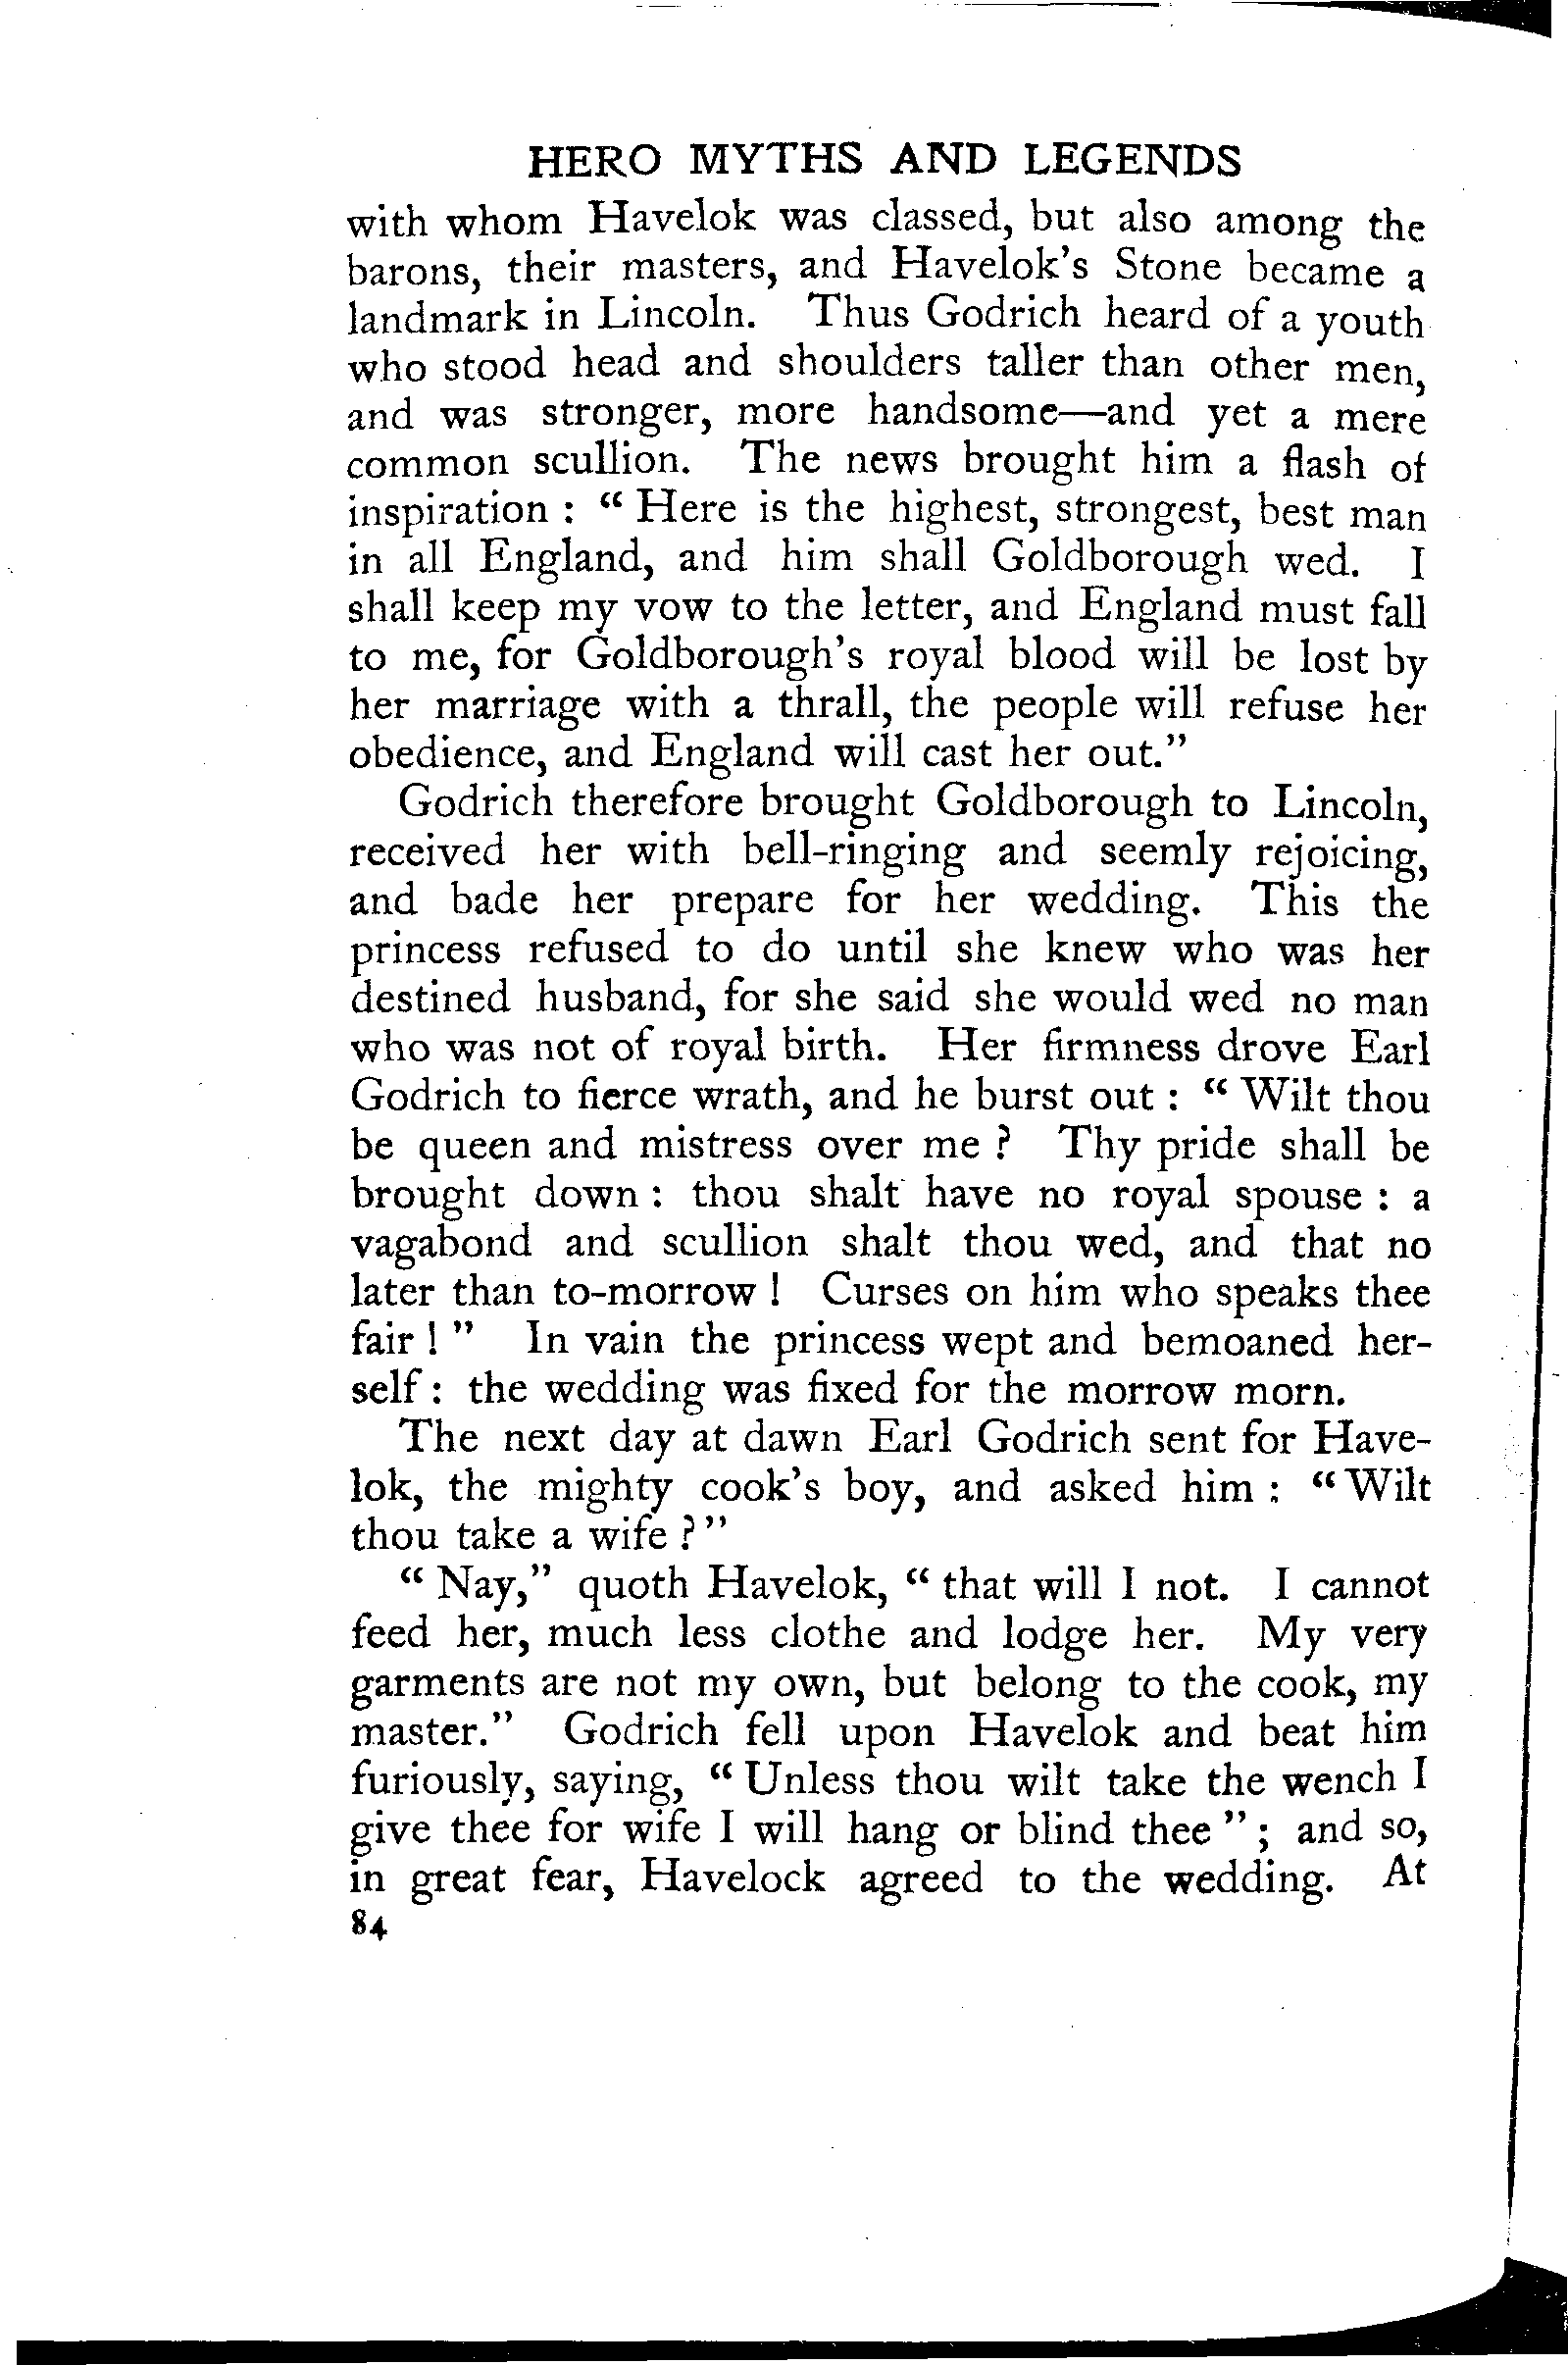 HERO MYTHS AND LEGENDS
with whom Havelok was classed, but also among the
barons, their masters, and Havelok's Stone became a
landmark in Lincoln. Thus Godrich heard of a youth
who stood head and shoulders taller than other men,
and was stronger, more handsome—and yet a mere
common scullion. The news brought him a flash of
inspiration : “ Here is the highest, strongest, best man
in all England, and him shall Goldborough wed. I
shall keep my vow to the letter, and England must fall
to me, for Goldborough's royal blood will be lost by
her marriage with a thrall, the people will refuse her
obedience, and England will cast her out.”
Godrich therefore brought Goldborough to Lincoln,
received her with bell-ringing and seemly rejoicing,
and bade her prepare for her wedding. This the
princess refused to do until she knew who was her
destined husband, for she said she would wed no man
who was not of royal birth. Her firmness drove Earl
Godrich to fierce wrath, and he burst out : “ Wilt thou
be queen and mistress over me ? Thy pride shall be
brought down : thou shalt have no royal spouse : a
vagabond and scullion shalt thou wed, and that no
later than to-morrow ! Curses on him who speaks thee
fair ! ” In vain the princess wept and bemoaned her-
self : the wedding was fixed for the morrow morn.
The next day at dawn Earl Godrich sent for Have-
lok, the mighty cook's boy, and asked him : “ Wilt
thou take a wife ? ”
“ Nay,” quoth Havelok, “ that will I not. I cannot
feed her, much less clothe and lodge her. My very
garments are not my own, but belong to the cook, my
master.” Godrich fell upon Havelok and beat him
furiously, saying, “ Unless thou wilt take the wench I
give thee for wife I will hang or blind thee ” ; and so,
in great fear, Havelock agreed to the wedding. At
84